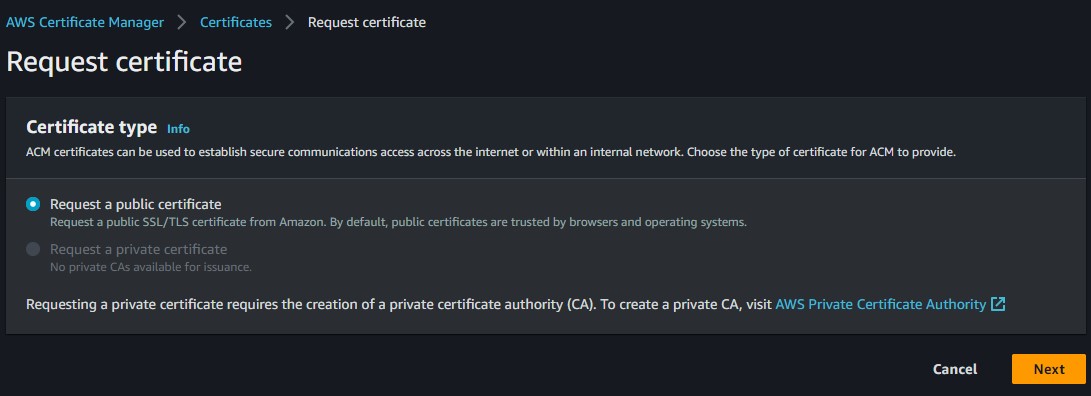 AWS Certificate Manager > Certificates > Request certificate
Request certificate
Certificate type Info
ACM certificates can be used to establish secure communications access across the internet or within an internal network. Choose the type of certificate for ACM to provide.
Request a public certificate
Request a public SSL/TLS certificate from Amazon. By default, public certificates are trusted by browsers and operating systems.
Request a private certificate
No private CAs available for issuance.
Requesting a private certificate requires the creation of a private certificate authority (CA). To create a private CA, visit AWS Private Certificate Authority
Cancel Next